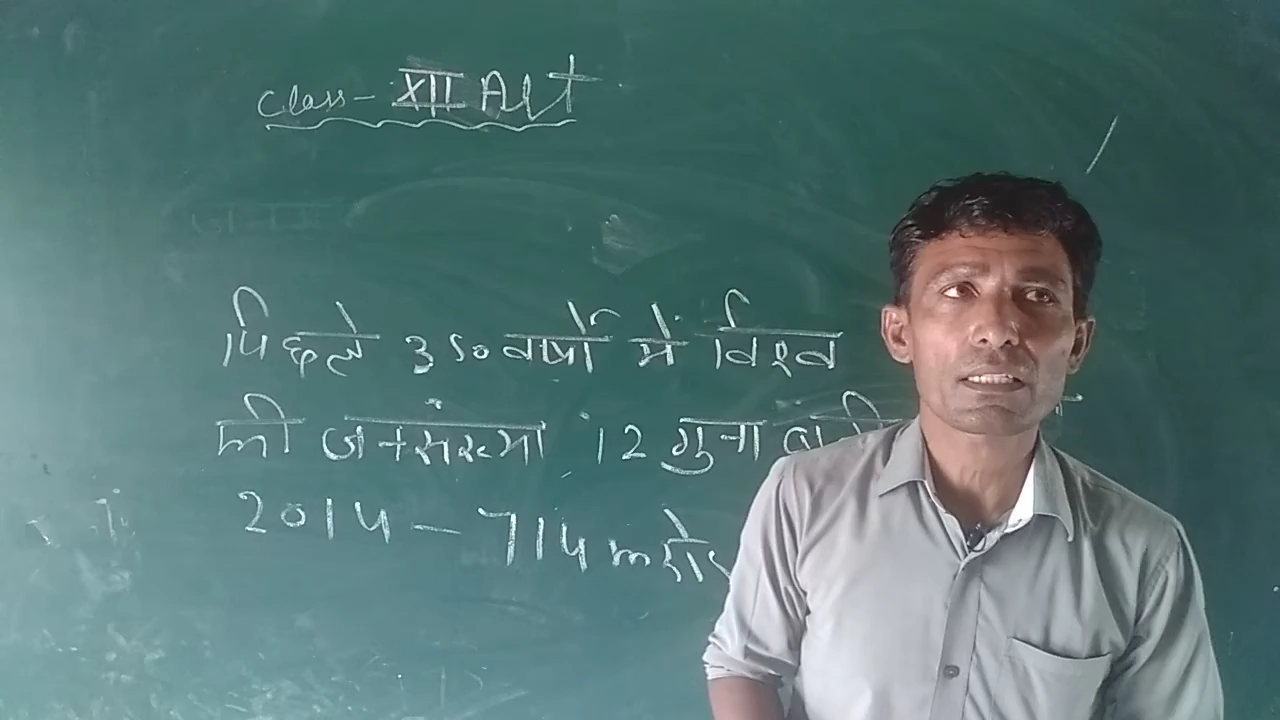 Class - XII Art
पिछले 350 वर्षों में विश्व
की जनसंख्या 12 गुना
2014 - 714 करोड़